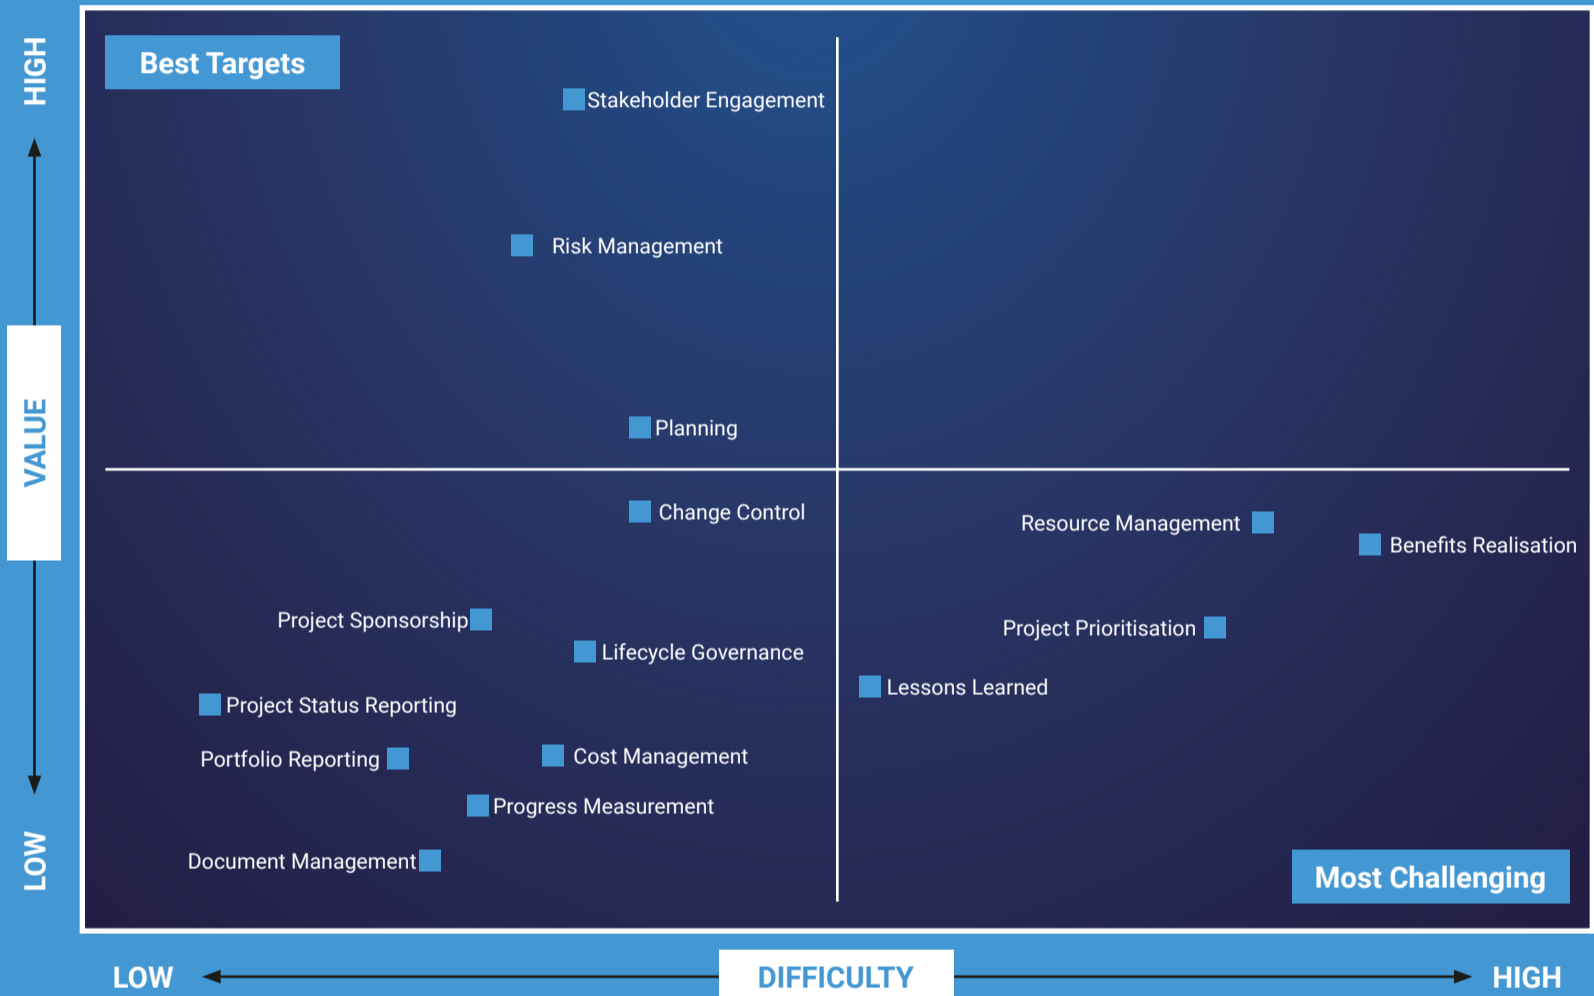 HIGH
Best Targets
Stakeholder Engagement
Risk Management
VALUE
Planning
Change Control
Resource Management
Benefits Realisation
Project Sponsorship
Project Prioritisation
Lifecycle Governance
Lessons Learned
Project Status Reporting
Portfolio Reporting
Cost Management
Progress Measurement
Document Management
LOW
Most Challenging
LOW
DIFFICULTY
HIGH